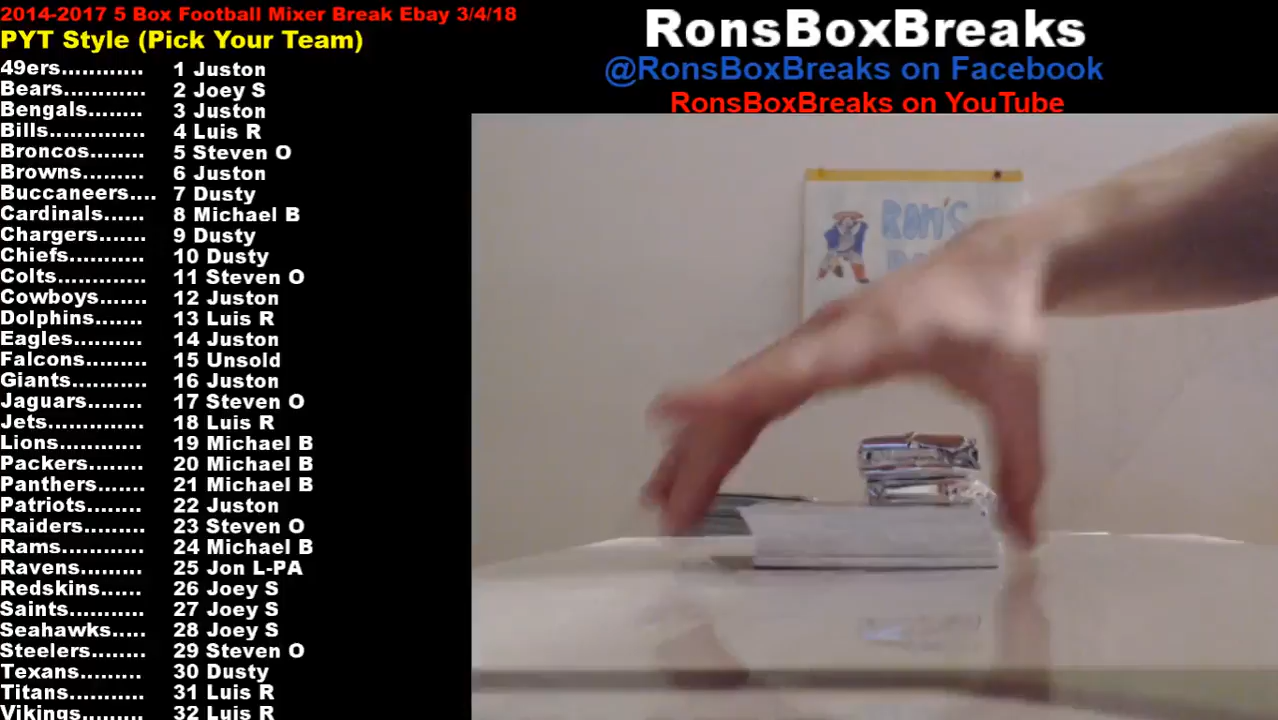 2014-2017 5 Box Football Mixer Break Ebay 3/4/18
PYT Style (Pick Your Team)
49ers............ 1 Juston
Bears............ 2 Joey S
Bengals........ 3 Juston
Bills.............. 4 Luis R
Broncos........ 5 Steven O
Browns......... 6 Juston
Buccaneers.... 7 Dusty
Cardinals...... 8 Michael B
Chargers....... 9 Dusty
Chiefs........... 10 Dusty
Colts............. 11 Steven O
Cowboys....... 12 Juston
Dolphins....... 13 Luis R
Eagles.......... 14 Juston
Falcons......... 15 Unsold
Giants........... 16 Juston
Jaguars........ 17 Steven O
Jets.............. 18 Luis R
Lions............ 19 Michael B
Packers........ 20 Michael B
Panthers....... 21 Michael B
Patriots........ 22 Juston
Raiders......... 23 Steven O
Rams............ 24 Michael B
Ravens......... 25 Jon L-PA
Redskins...... 26 Joey S
Saints........... 27 Joey S
Seahawks..... 28 Joey S
Steelers........ 29 Steven O
Texans......... 30 Dusty
Titans........... 31 Luis R
Vikings......... 32 Luis R
RonsBoxBreaks
@RonsBoxBreaks on Facebook
RonsBoxBreaks on YouTube
RON'S